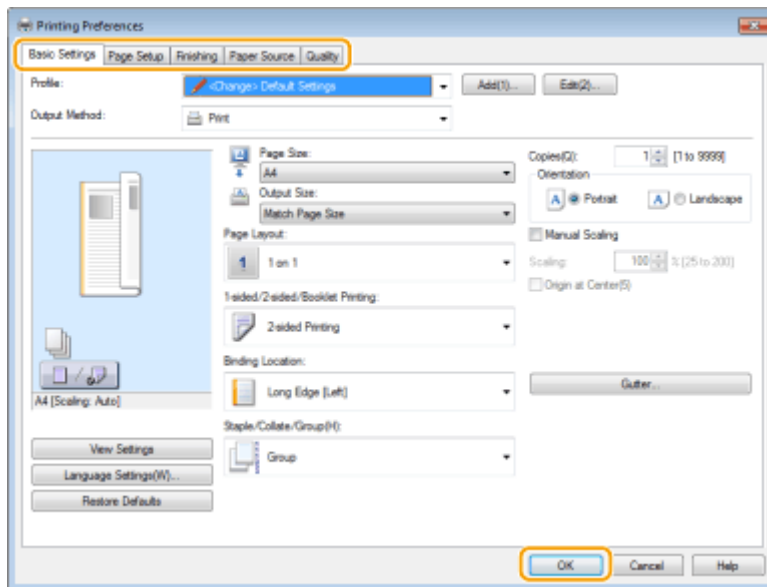 Printing Preferences
Basic Settings Page Setup Finishing Paper Source Quality
Profile: <Change> Default Settings Add(1)... Edit(2)...
Output Method: Print
Page Size:
A4
Output Size:
Match Page Size
Page Layout:
1 1 on 1
1-sided/2-sided/Booklet Printing:
2-sided Printing
Binding Location:
Long Edge [Left]
Staple/Collate/Group(H):
Group
Copies(Q): 1 [1 to 9999]
Orientation
A Portrait A Landscape
Manual Scaling
Scaling: 100 % [25 to 200]
Origin at Center(5)
Gutter...
A4 [Scaling: Auto]
View Settings
Language Settings(W)...
Restore Defaults
OK Cancel Help